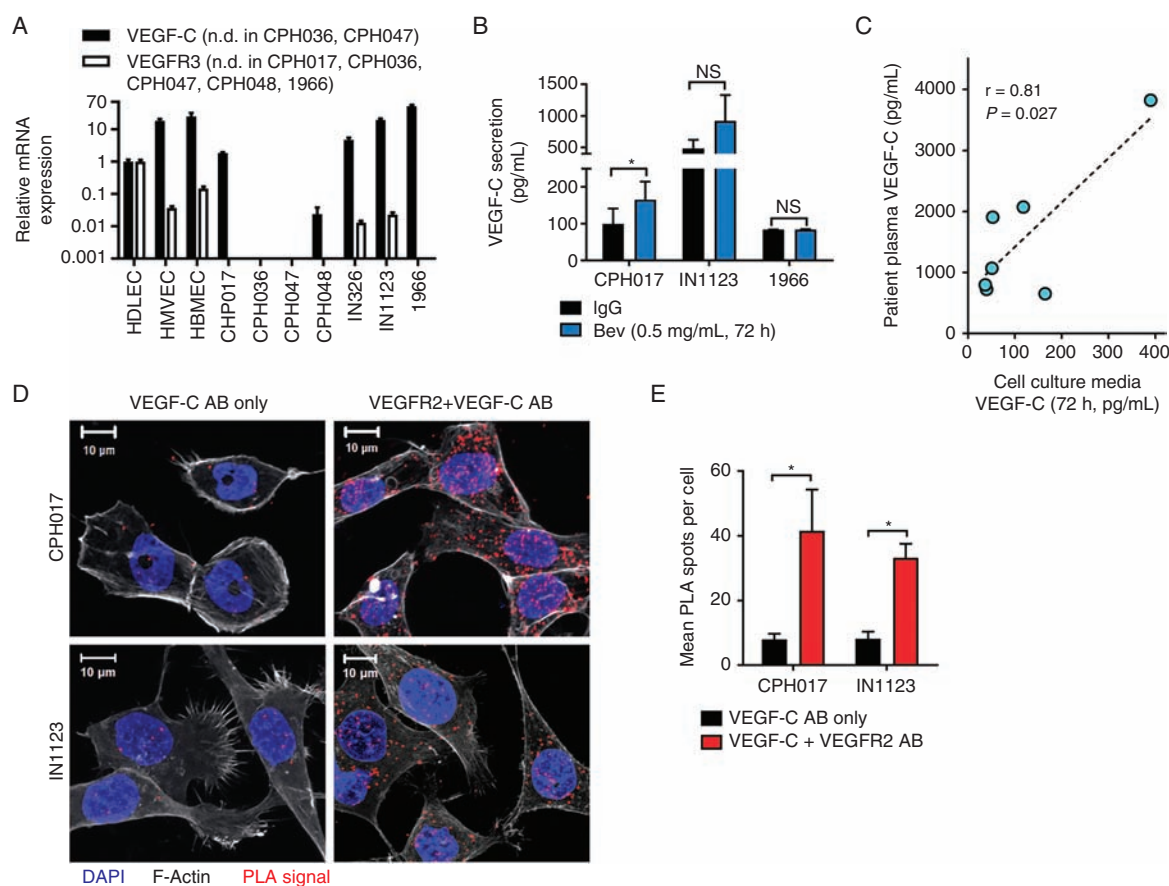 A
VEGF-C (n.d. in CPH036, CPH047)
VEGFR3 (n.d. in CPH017, CPH036,
CPH047, CPH048, 1966)
Relative mRNA
expression
70
10
1
0.1
0.01
0.001
HDLEC
HMVEC
HBMEC
CHP017
CPH036
CPH047
CPH048
IN326
IN1123
1966
B
VEGF-C secretion
(pg/mL)
1500
1000
500
200
150
100
50
0
*
NS
NS
CPH017
IN1123
1966
IgG
Bev (0.5 mg/mL, 72 h)
C
Patient plasma VEGF-C (pg/mL)
r = 0.81
P = 0.027
4000
3000
2000
1000
0
0
100
200
300
400
Cell culture media
VEGF-C (72 h, pg/mL)
D
VEGF-C AB only
VEGFR2+VEGF-C AB
CPH017
10 µm
10 µm
IN1123
10 µm
10 µm
DAPI
F-Actin
PLA signal
E
Mean PLA spots per cell
60
40
20
0
*
*
CPH017
IN1123
VEGF-C AB only
VEGF-C + VEGFR2 AB